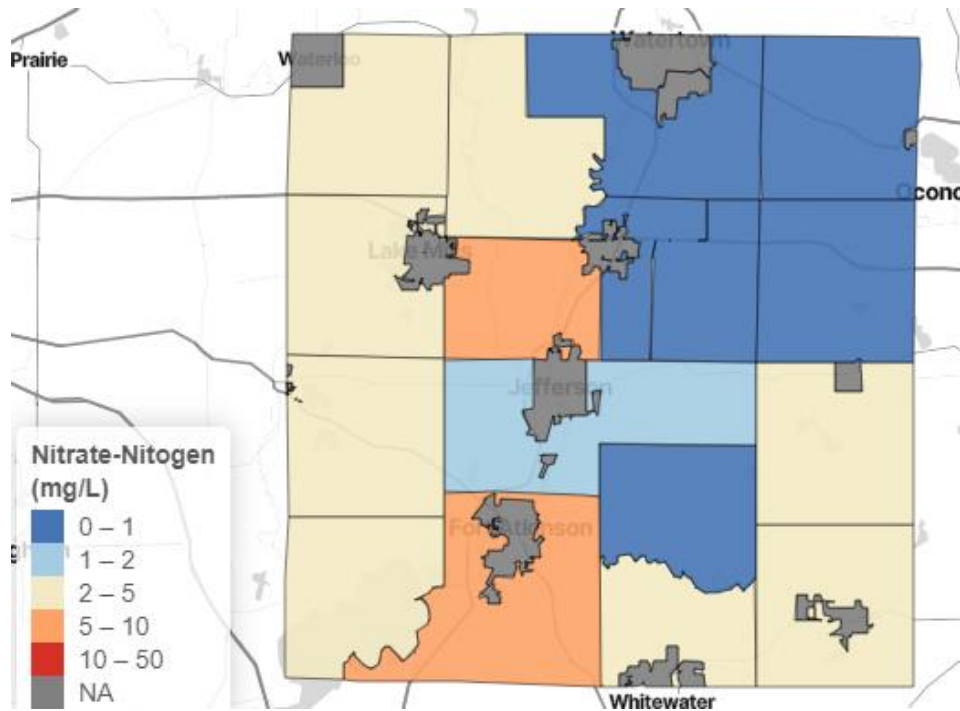 Watertown
Prairie
Waterloo
Ocono
Lake Mills
Jefferson
Nitrate-Nitogen
(mg/L)
0 – 1
1 – 2
2 – 5
5 – 10
10 – 50
NA
Fort Atkinson
Whitewater